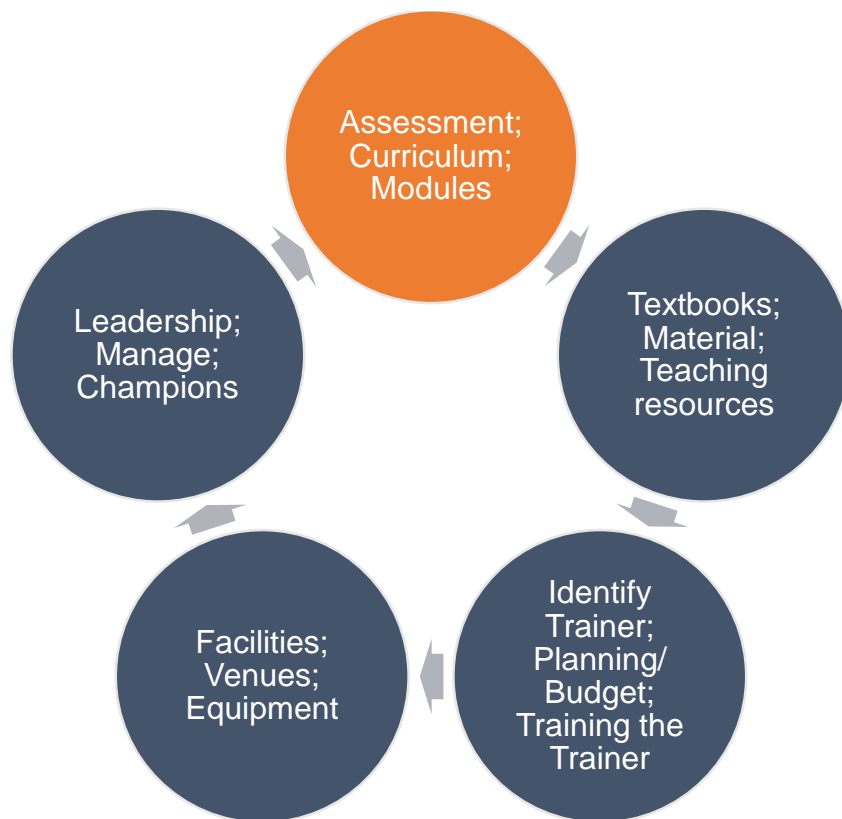 Assessment;
Curriculum;
Modules
Textbooks;
Material;
Teaching
resources
Identify
Trainer;
Planning/
Budget;
Training the
Trainer
Facilities;
Venues;
Equipment
Leadership;
Manage;
Champions